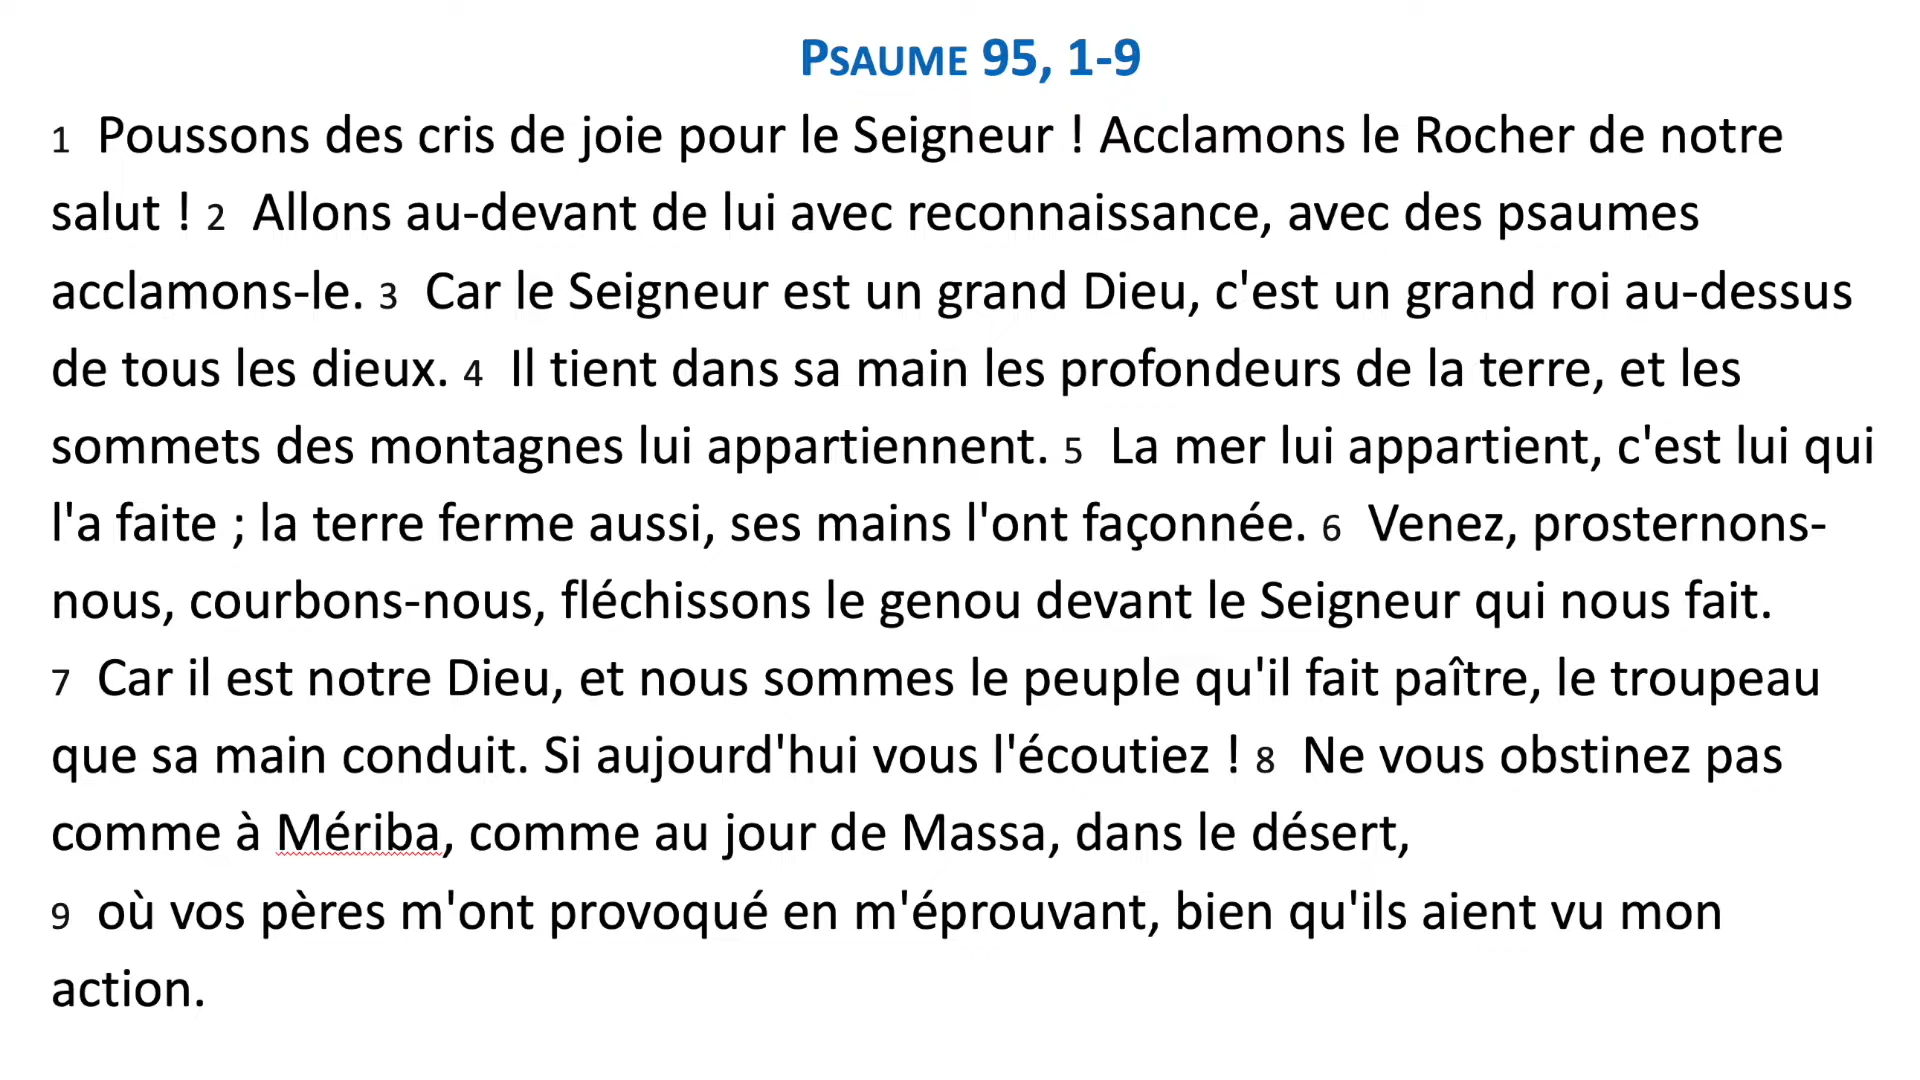 PSAUME 95, 1-9
1 Poussons des cris de joie pour le Seigneur ! Acclamons le Rocher de notre
salut ! 2 Allons au-devant de lui avec reconnaissance, avec des psaumes
acclamons-le. 3 Car le Seigneur est un grand Dieu, c'est un grand roi au-dessus
de tous les dieux. 4 Il tient dans sa main les profondeurs de la terre, et les
sommets des montagnes lui appartiennent. 5 La mer lui appartient, c'est lui qui
l'a faite ; la terre ferme aussi, ses mains l'ont façonnée. 6 Venez, prosternons-
nous, courbons-nous, fléchissons le genou devant le Seigneur qui nous fait.
7 Car il est notre Dieu, et nous sommes le peuple qu'il fait paître, le troupeau
que sa main conduit. Si aujourd'hui vous l'écoutiez ! 8 Ne vous obstinez pas
comme à Mériba, comme au jour de Massa, dans le désert,
9 où vos pères m'ont provoqué en m'éprouvant, bien qu'ils aient vu mon
action.